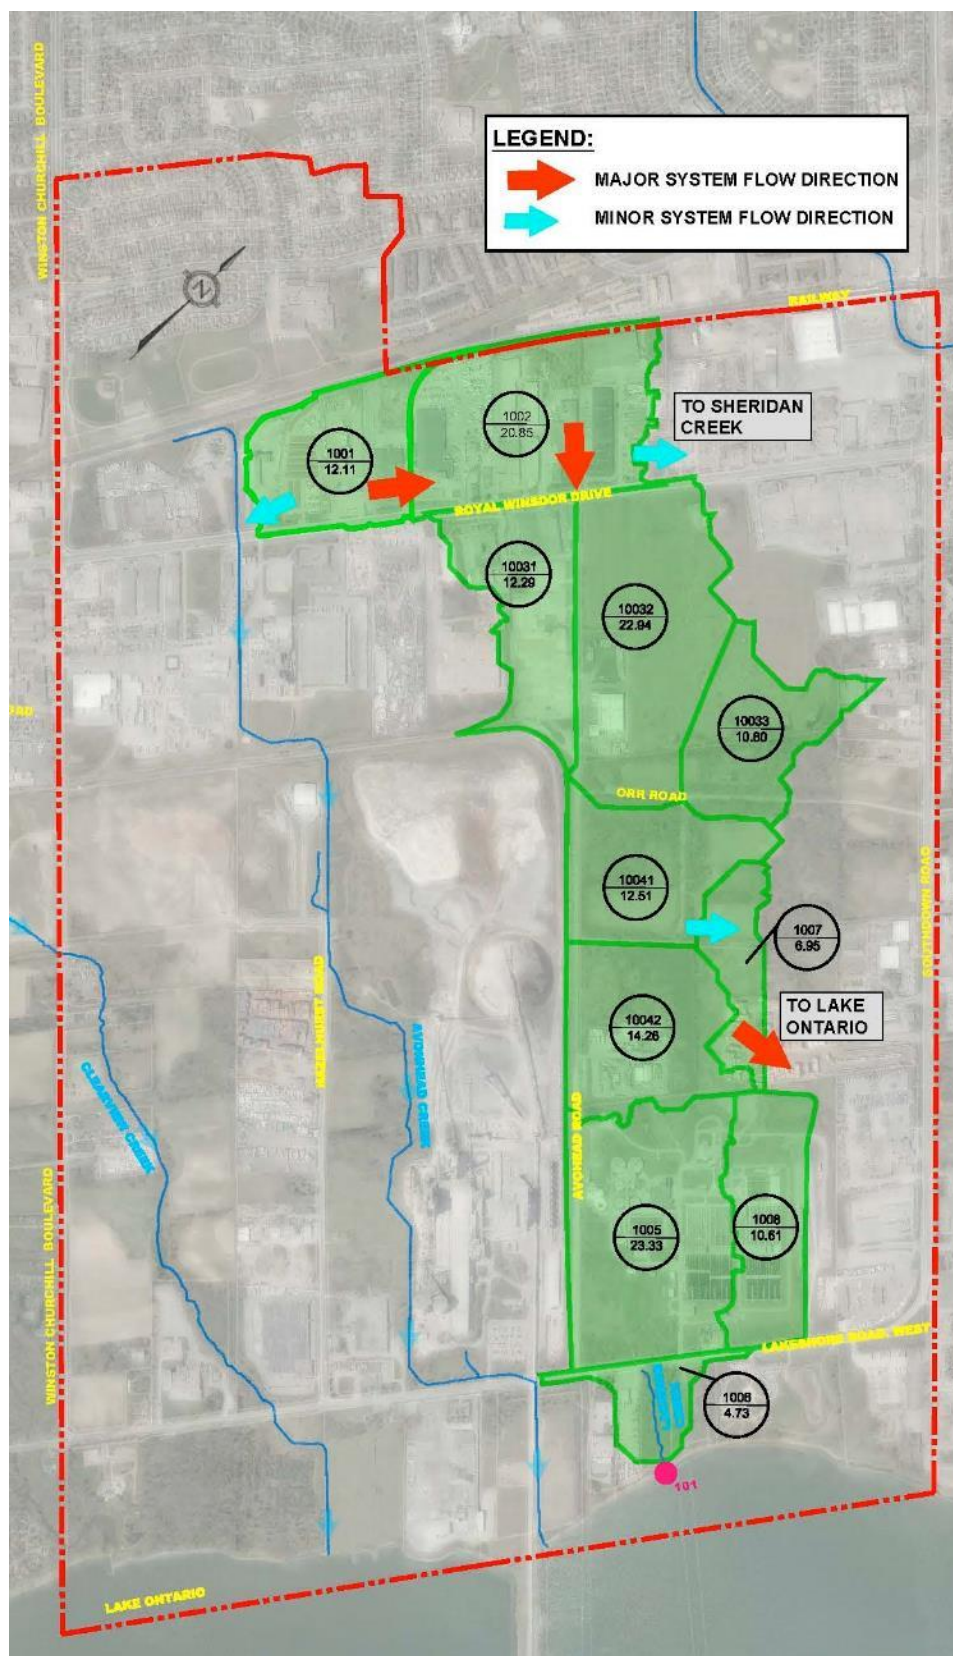 LEGEND:
MAJOR SYSTEM FLOW DIRECTION
MINOR SYSTEM FLOW DIRECTION
WINSTON CHURCHILL BOULEVARD
N
RAILWAY
TO SHERIDAN
CREEK
1002
20.85
1001
12.11
ROYAL WINSDOR DRIVE
10031
12.29
10032
22.94
10033
10.60
ORR ROAD
10041
12.51
SOUTHDOWN ROAD
1007
6.95
HAZELHURST ROAD
TO LAKE
ONTARIO
10042
14.26
CLEARVIEW CREEK
AVONHEAD CREEK
AVOHEAD ROAD
WINSTON CHURCHILL BOULEVARD
1005
23.33
1008
10.61
LAKESHORE ROAD WEST
1006
4.73
101
LAKE ONTARIO